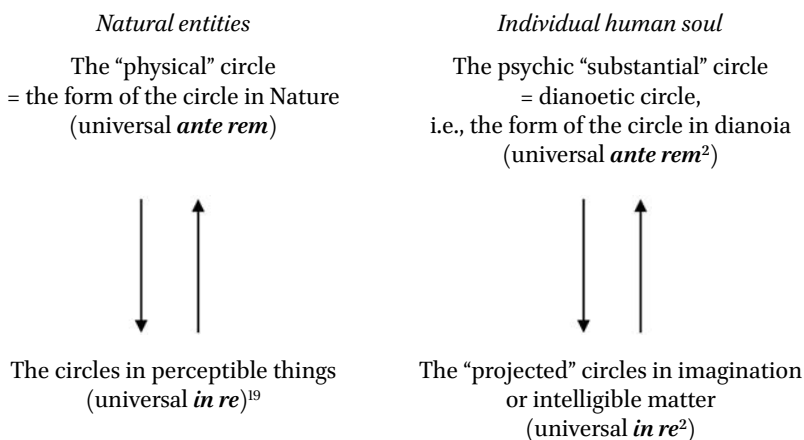 Natural entities
The “physical” circle
= the form of the circle in Nature
(universal ante rem)
The circles in perceptible things
(universal in re)¹⁹
Individual human soul
The psychic “substantial” circle
= dianoetic circle,
i.e., the form of the circle in dianoia
(universal ante rem²)
The “projected” circles in imagination
or intelligible matter
(universal in re²)